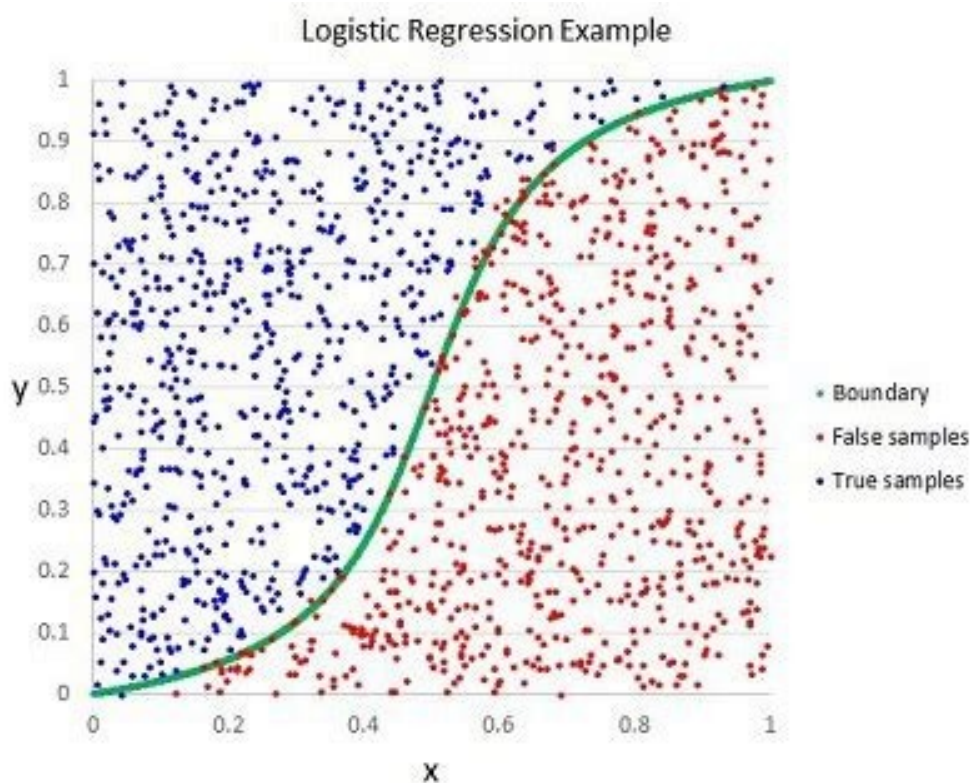 Logistic Regression Example
1
0.9
0.8
0.7
0.6
y 0.5
0.4
0.3
0.2
0.1
0
0 0.2 0.4 0.6 0.8 1
x
Boundary
False samples
True samples